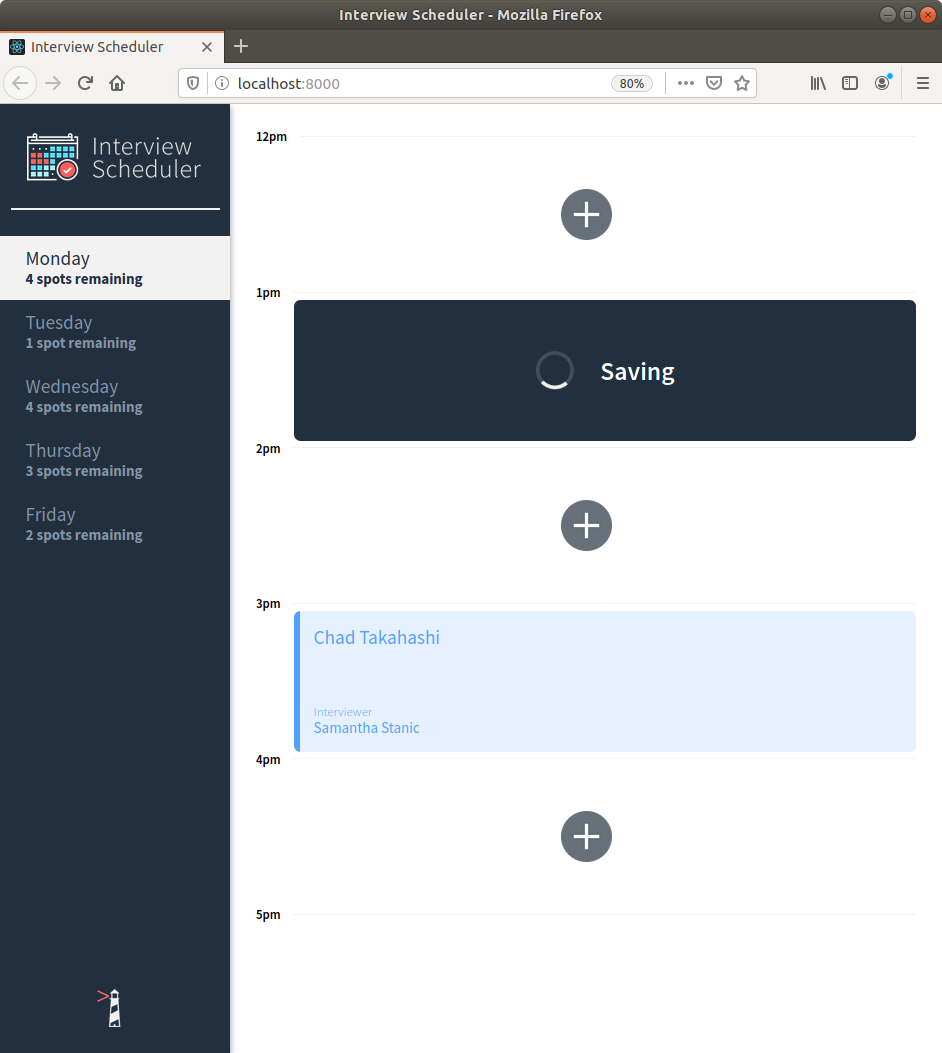 Interview Scheduler - Mozilla Firefox
Interview Scheduler
localhost:8000
80%
Interview
Scheduler
Monday
4 spots remaining
Tuesday
1 spot remaining
Wednesday
4 spots remaining
Thursday
3 spots remaining
Friday
2 spots remaining
12pm
1pm
Saving
2pm
3pm
Chad Takahashi
Interviewer
Samantha Stanic
4pm
5pm